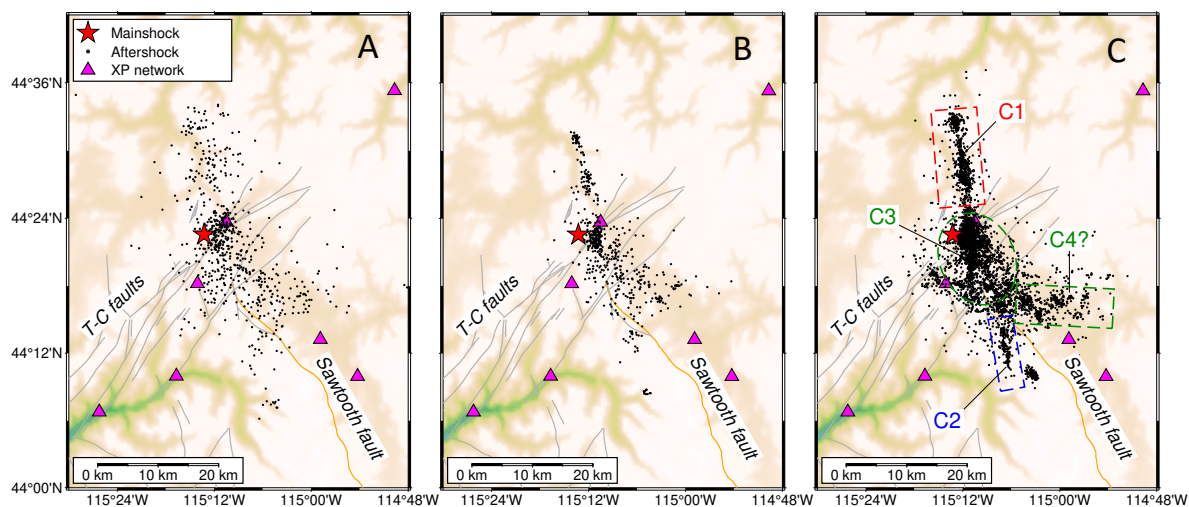 Mainshock
Aftershock
XP network
A
B
C
44°36'N
44°24'N
44°12'N
44°00'N
T-C faults
Sawtooth fault
0 km 10 km 20 km
115°24'W 115°12'W 115°00'W 114°48'W
T-C faults
Sawtooth fault
0 km 10 km 20 km
115°24'W 115°12'W 115°00'W 114°48'W
C1
C3
C4?
T-C faults
Sawtooth fault
C2
0 km 10 km 20 km
115°24'W 115°12'W 115°00'W 114°48'W